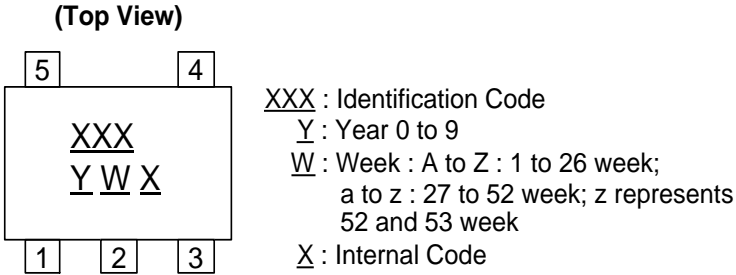 (Top View)
5 4
XXX
Y W X
1 2 3
XXX : Identification Code
Y : Year 0 to 9
W : Week : A to Z : 1 to 26 week;
a to z : 27 to 52 week; z represents
52 and 53 week
X : Internal Code